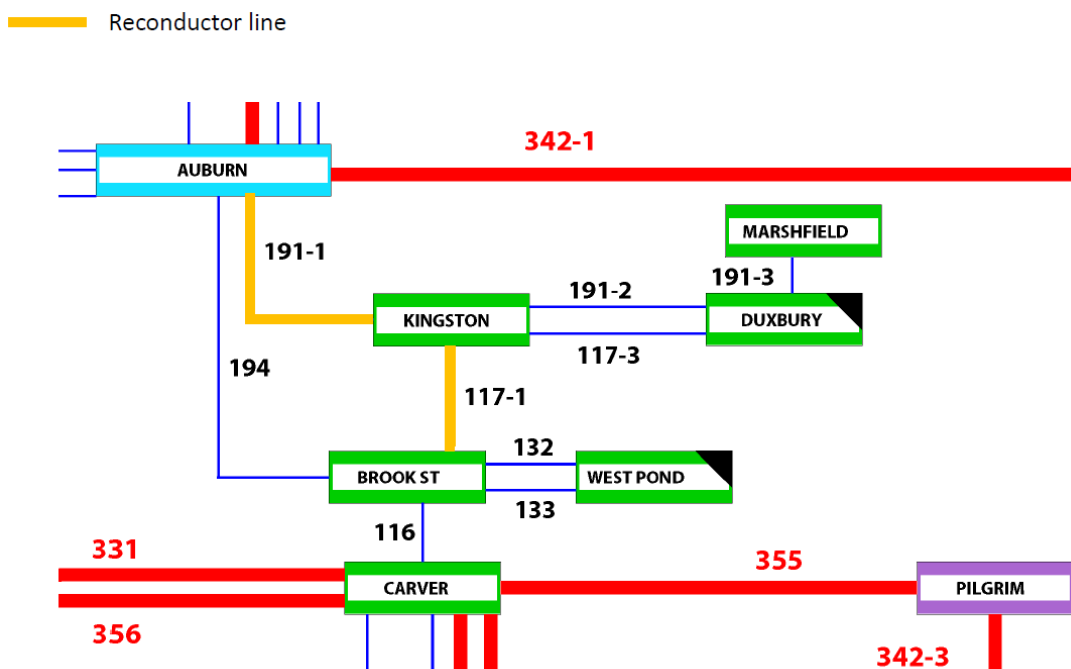 Reconductor line
342-1
AUBURN
MARSHFIELD
191-1
191-3
191-2
KINGSTON
DUXBURY
117-3
194
117-1
132
BROOK ST
WEST POND
133
116
331
355
CARVER
PILGRIM
356
342-3